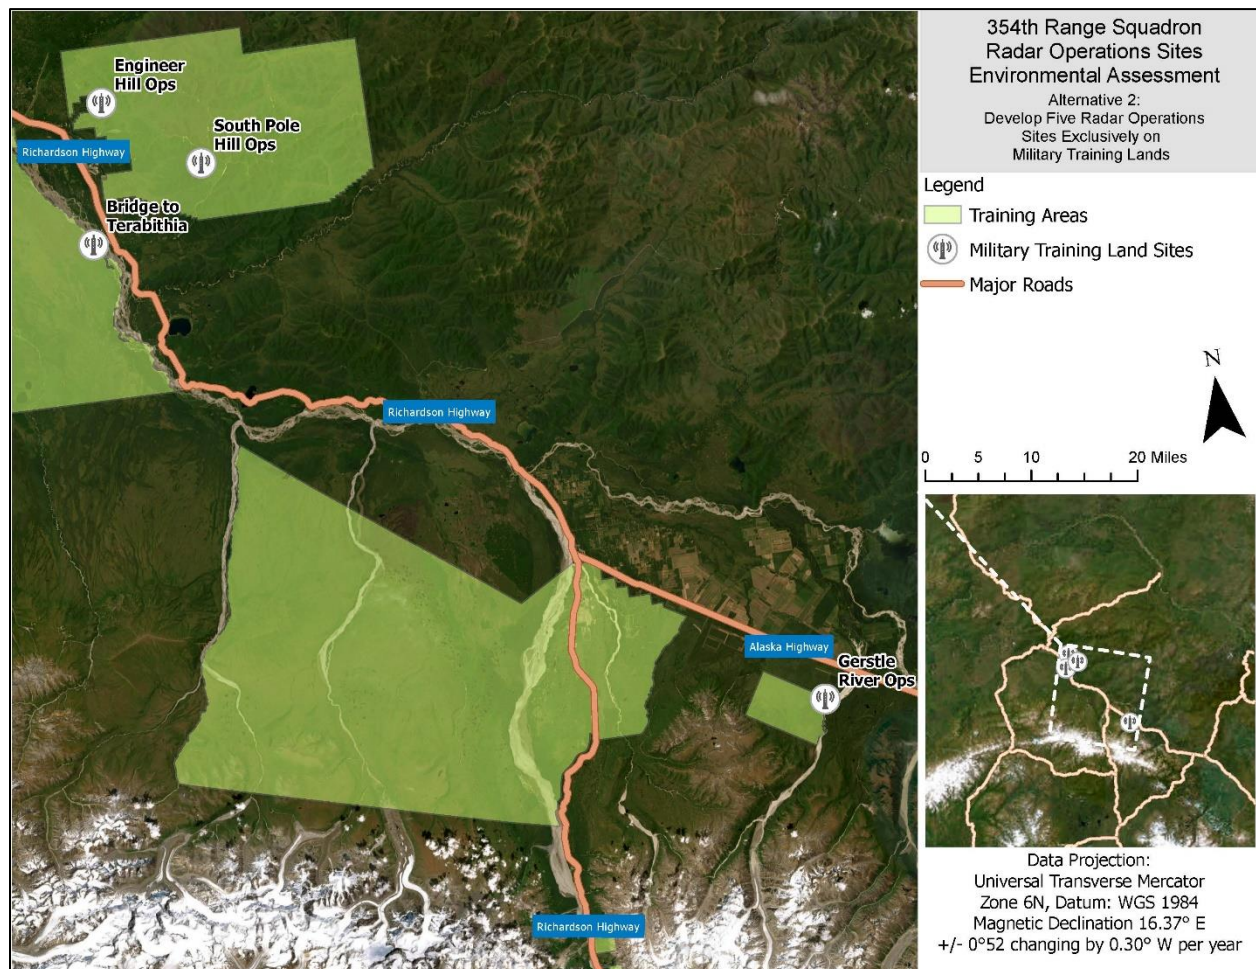 354th Range Squadron
Radar Operations Sites
Environmental Assessment
Alternative 2:
Develop Five Radar Operations
Sites Exclusively on
Military Training Lands
Legend
Training Areas
Military Training Land Sites
Major Roads
N
0 5 10 20 Miles
Data Projection:
Universal Transverse Mercator
Zone 6N, Datum: WGS 1984
Magnetic Declination 16.37° E
+/- 0°52 changing by 0.30° W per year
Engineer
Hill Ops
South Pole
Hill Ops
Richardson Highway
Bridge to
Terabithia
Richardson Highway
Alaska Highway
Gerstle
River Ops
Richardson Highway